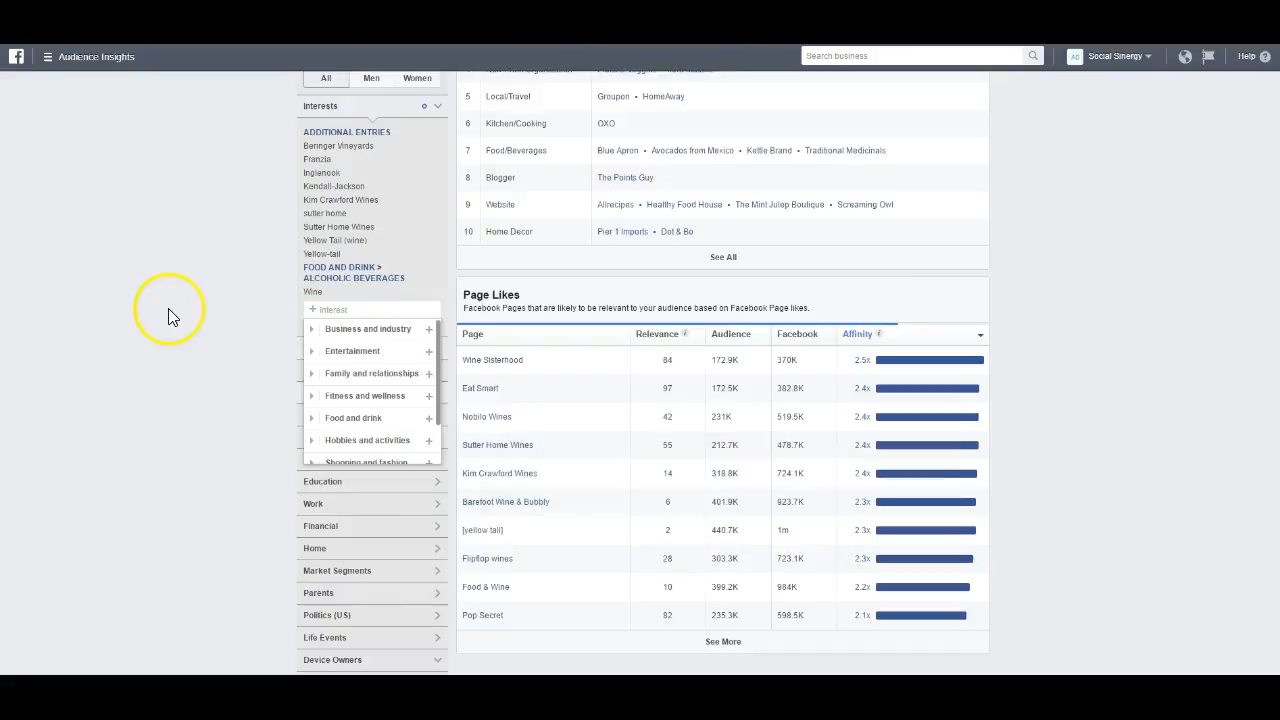 Audience Insights
Search business
Social Sinergy
Help
All Men Women
Interests
ADDITIONAL ENTRIES
Beringer Vineyards
Franzia
Inglenook
Kendall-Jackson
Kim Crawford Wines
sutter home
Sutter Home Wines
Yellow Tail (wine)
Yellow-tail
FOOD AND DRINK >
ALCOHOLIC BEVERAGES
Wine
+ Interest
Business and industry +
Entertainment +
Family and relationships +
Fitness and wellness +
Food and drink +
Hobbies and activities +
Shopping and fashion
Education
Work
Financial
Home
Market Segments
Parents
Politics (US)
Life Events
Device Owners
5 Local/Travel Groupon • HomeAway
6 Kitchen/Cooking OXO
7 Food/Beverages Blue Apron • Avocados from Mexico • Kettle Brand • Traditional Medicinals
8 Blogger The Points Guy
9 Website Allrecipes • Healthy Food House • The Mint Julep Boutique • Screaming Owl
10 Home Decor Pier 1 Imports • Dot & Bo
See All
Page Likes
Facebook Pages that are likely to be relevant to your audience based on Facebook Page likes.
Page Relevance Audience Facebook Affinity
Wine Sisterhood 84 172.9K 370K 2.5x
Eat Smart 97 172.5K 382.8K 2.4x
Nobilo Wines 42 231K 519.5K 2.4x
Sutter Home Wines 55 212.7K 478.7K 2.4x
Kim Crawford Wines 14 318.8K 724.1K 2.4x
Barefoot Wine & Bubbly 6 401.9K 923.7K 2.3x
[yellow tail] 2 440.7K 1m 2.3x
Flipflop wines 28 303.3K 723.1K 2.3x
Food & Wine 10 399.2K 984K 2.2x
Pop Secret 82 235.3K 598.5K 2.1x
See More